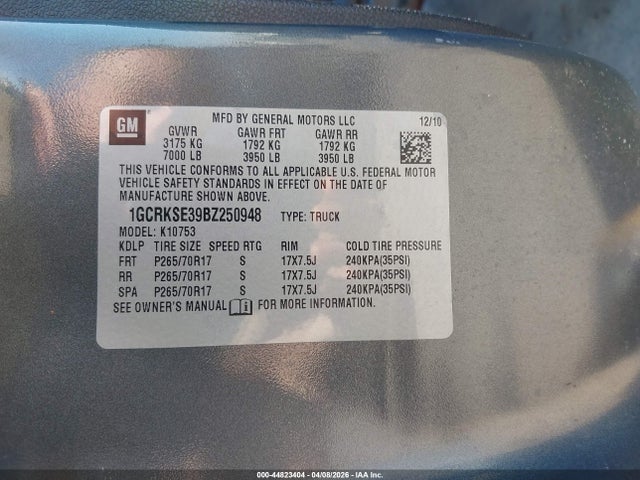 GM
MFD BY GENERAL MOTORS LLC
12/10
GVWR GAWR FRT GAWR RR
3175 KG 1792 KG 1792 KG
7000 LB 3950 LB 3950 LB
THIS VEHICLE CONFORMS TO ALL APPLICABLE U.S. FEDERAL MOTOR
VEHICLE SAFETY STANDARDS IN EFFECT ON THE DATE OF
MANUFACTURE SHOWN ABOVE.
1GCRKSE39BZ250948 TYPE: TRUCK
MODEL: K10753
KDLP TIRE SIZE SPEED RTG RIM COLD TIRE PRESSURE
FRT P265/70R17 S 17X7.5J 240KPA(35PSI)
RR P265/70R17 S 17X7.5J 240KPA(35PSI)
SPA P265/70R17 S 17X7.5J 240KPA(35PSI)
SEE OWNER'S MANUAL FOR MORE INFORMATION.
000-44823404 | 04/08/2026 - IAA Inc.